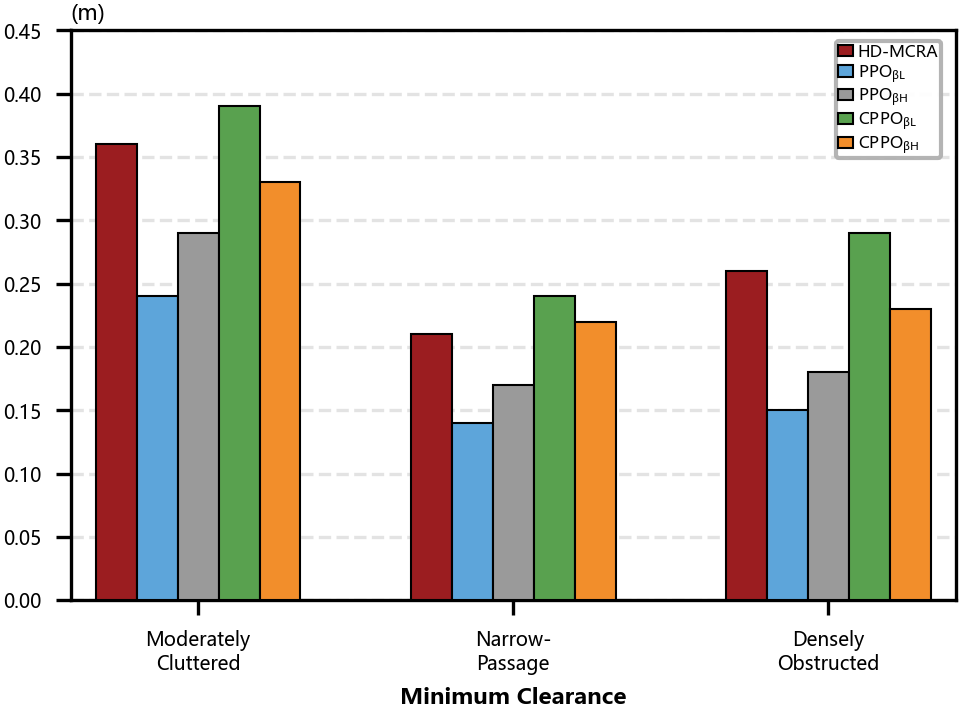 (m)
0.45
0.40
0.35
0.30
0.25
0.20
0.15
0.10
0.05
0.00
HD-MCRA
PPOβL
PPOβH
CPPOβL
CPPOβH
Moderately
Cluttered
Narrow-
Passage
Densely
Obstructed
Minimum Clearance